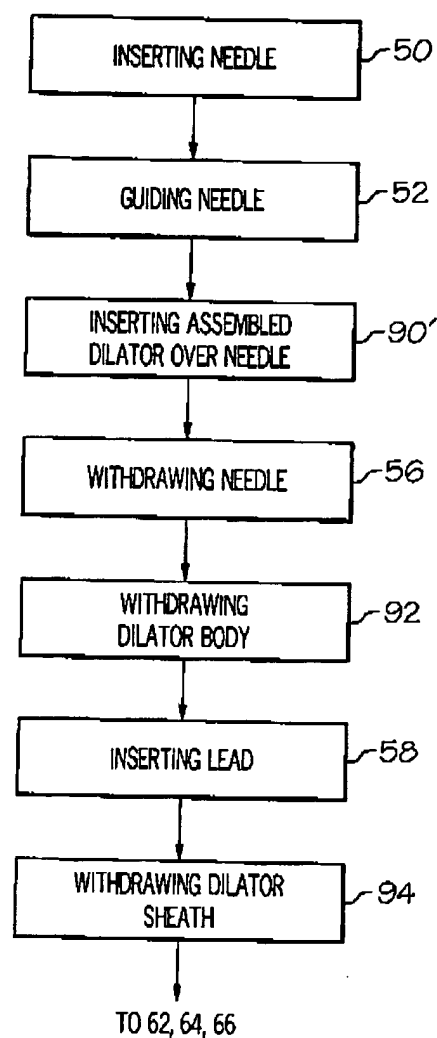 INSERTING NEEDLE
50
GUIDING NEEDLE
52
INSERTING ASSEMBLED
DILATOR OVER NEEDLE
90'
WITHDRAWING NEEDLE
56
WITHDRAWING
DILATOR BODY
92
INSERTING LEAD
58
WITHDRAWING DILATOR
SHEATH
94
TO 62, 64, 66